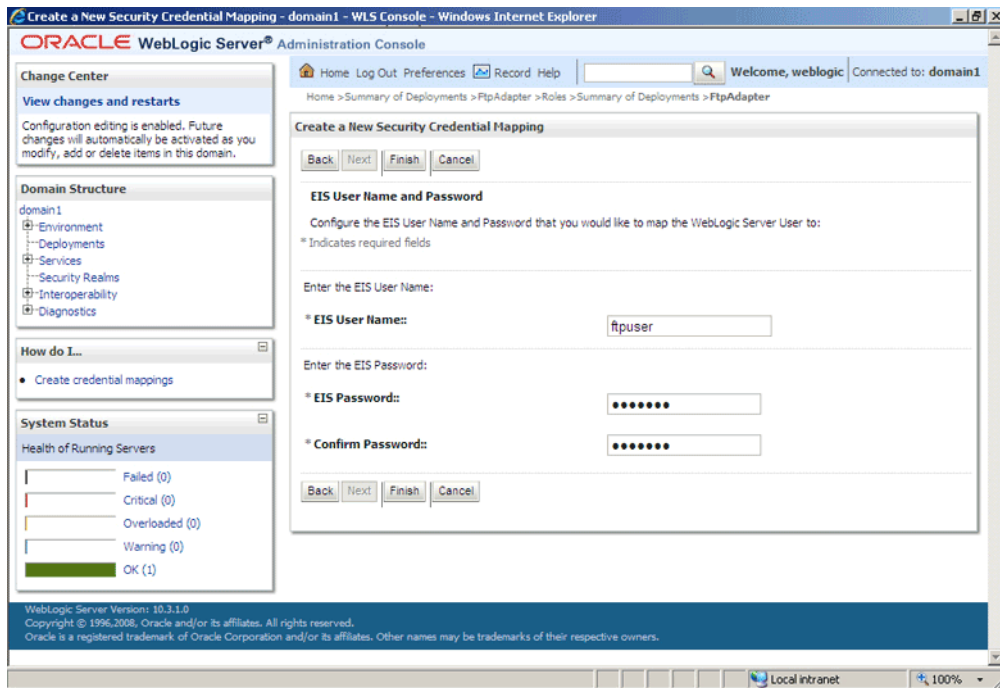 Create a New Security Credential Mapping - domain1 - WLS Console - Windows Internet Explorer
ORACLE WebLogic Server® Administration Console
Change Center
View changes and restarts
Configuration editing is enabled. Future
changes will automatically be activated as you
modify, add or delete items in this domain.
Domain Structure
domain1
Environment
Deployments
Services
Security Realms
Interoperability
Diagnostics
How do I...
Create credential mappings
System Status
Health of Running Servers
Failed (0)
Critical (0)
Overloaded (0)
Warning (0)
OK (1)
Home Log Out Preferences Record Help
Welcome, weblogic Connected to: domain1
Home >Summary of Deployments >FtpAdapter >Roles >Summary of Deployments >FtpAdapter
Create a New Security Credential Mapping
Back Next Finish Cancel
EIS User Name and Password
Configure the EIS User Name and Password that you would like to map the WebLogic Server User to:
* Indicates required fields
Enter the EIS User Name:
* EIS User Name:: ftpuser
Enter the EIS Password:
* EIS Password:: •••••••
* Confirm Password:: •••••••
Back Next Finish Cancel
WebLogic Server Version: 10.3.1.0
Copyright © 1996,2008, Oracle and/or its affiliates. All rights reserved.
Oracle is a registered trademark of Oracle Corporation and/or its affiliates. Other names may be trademarks of their respective owners.
Local intranet 100%